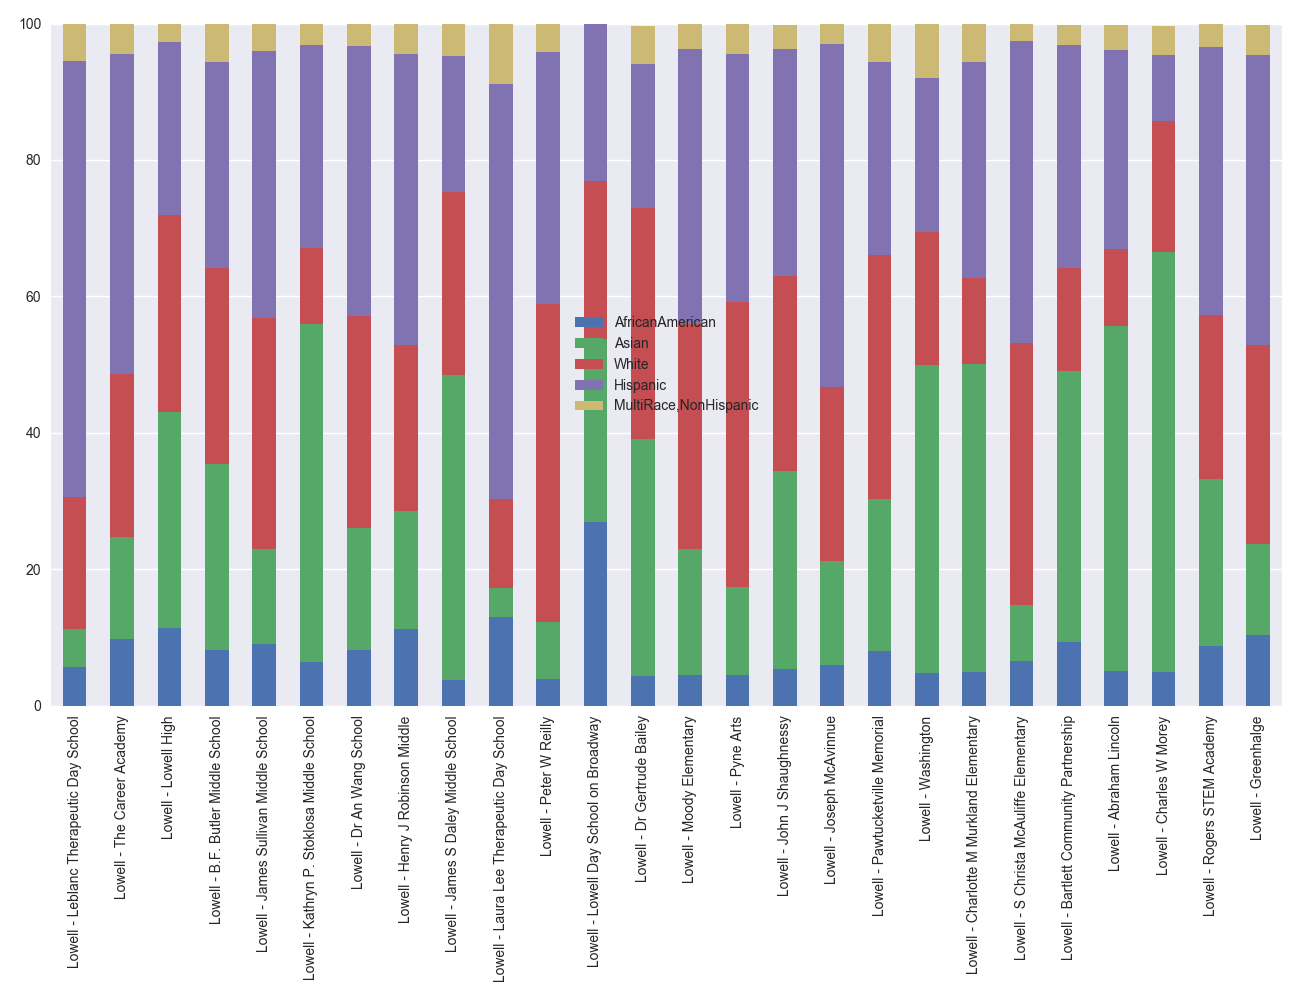 100
80
60
40
20
0
AfricanAmerican
Asian
White
Hispanic
MultiRace,NonHispanic
Lowell - Leblanc Therapeutic Day School
Lowell - The Career Academy
Lowell - Lowell High
Lowell - B.F. Butler Middle School
Lowell - James Sullivan Middle School
Lowell - Kathryn P. Stoklosa Middle School
Lowell - Dr An Wang School
Lowell - Henry J Robinson Middle
Lowell - James S Daley Middle School
Lowell - Laura Lee Therapeutic Day School
Lowell - Peter W Reilly
Lowell - Lowell Day School on Broadway
Lowell - Dr Gertrude Bailey
Lowell - Moody Elementary
Lowell - Pyne Arts
Lowell - John J Shaughnessy
Lowell - Joseph McAvinnue
Lowell - Pawtucketville Memorial
Lowell - Washington
Lowell - Charlotte M Murkland Elementary
Lowell - S Christa McAuliffe Elementary
Lowell - Bartlett Community Partnership
Lowell - Abraham Lincoln
Lowell - Charles W Morey
Lowell - Rogers STEM Academy
Lowell - Greenhalge